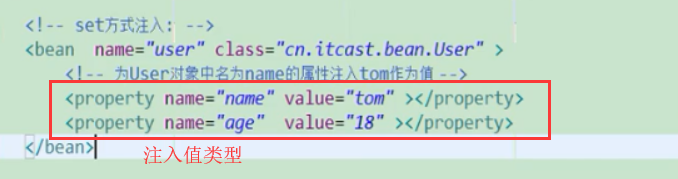 <!-- set方式注入: -->
<bean  name="user" class="cn.itcast.bean.User" >
<!-- 为User对象中名为name的属性注入tom作为值 -->
<property name="name" value="tom" ></property>
<property name="age"  value="18" ></property>
</bean>
注入值类型